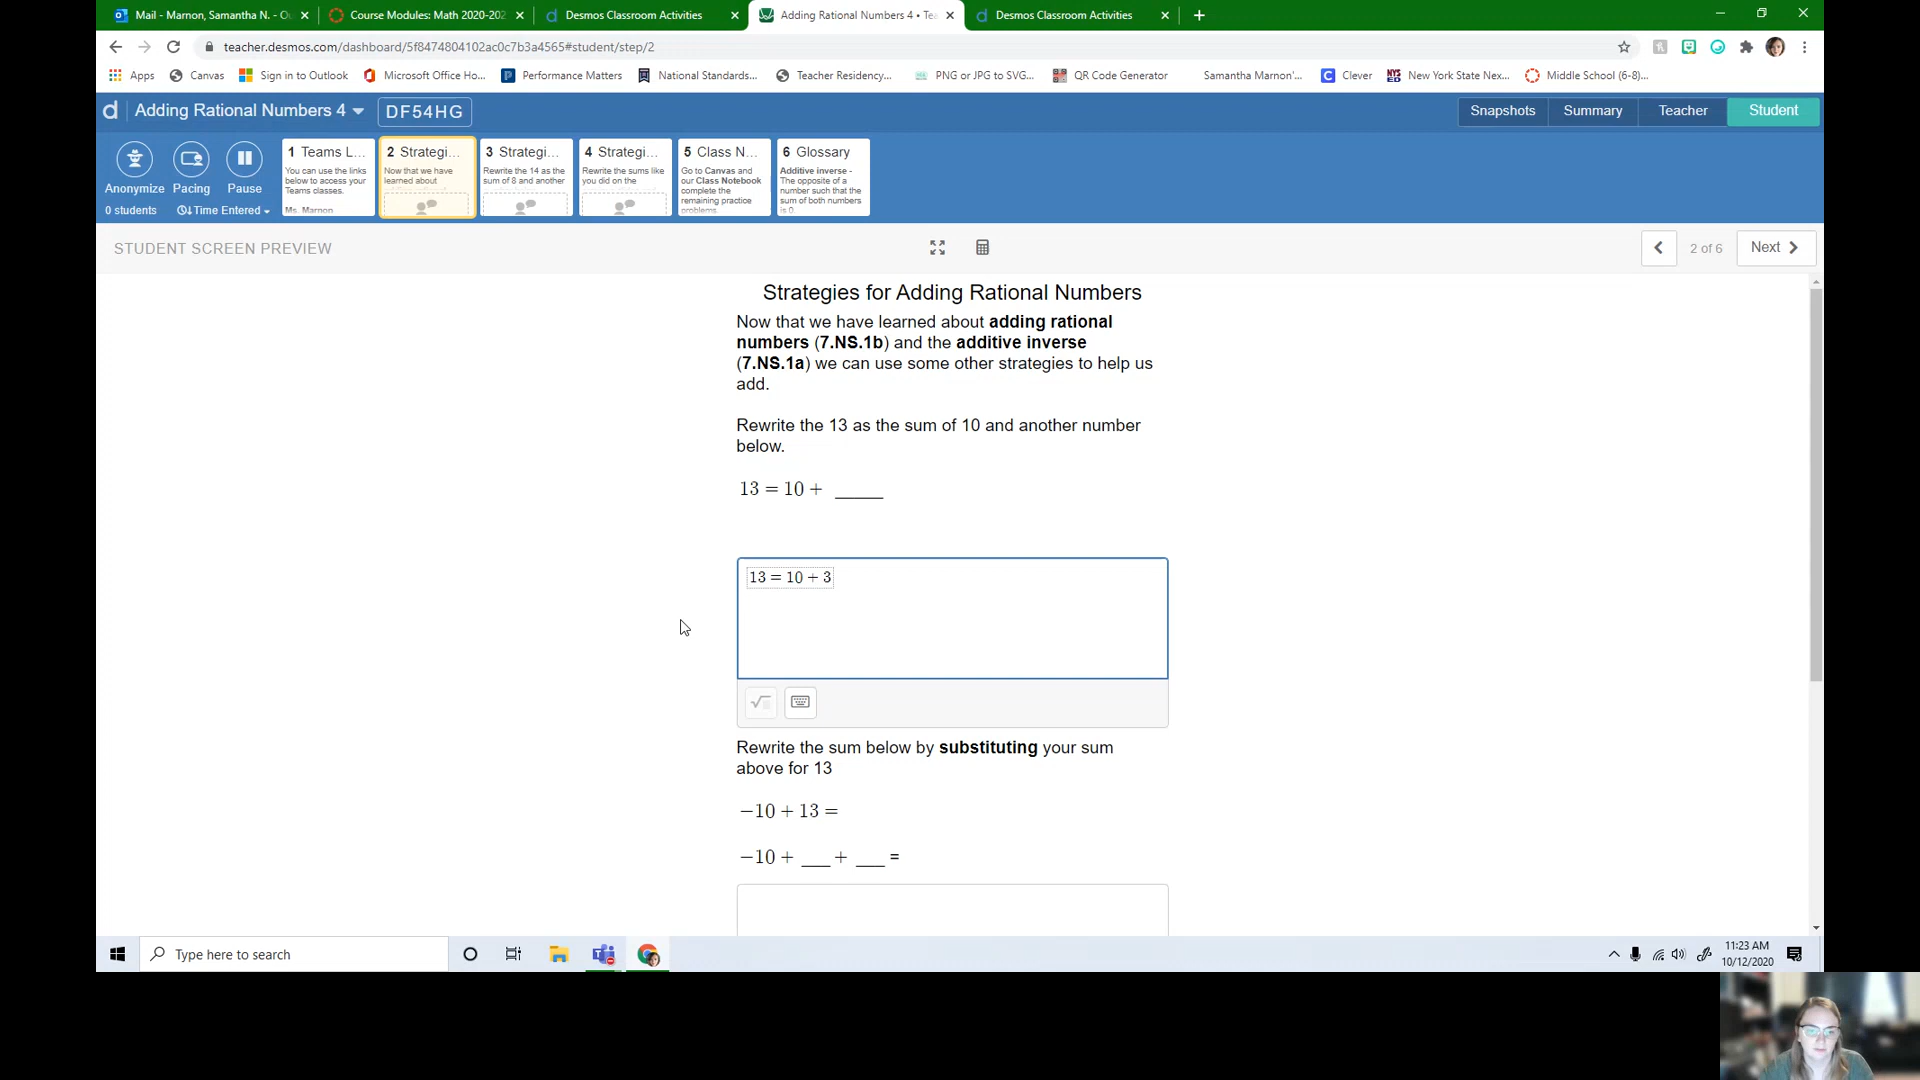 Mail - Marnon, Samantha N. - Ou
Course Modules: Math 2020-202
Desmos Classroom Activities
Adding Rational Numbers 4 • Tea
Desmos Classroom Activities
teacher.desmos.com/dashboard/5f8474804102ac0c7b3a4565#student/step/2
Apps
Canvas
Sign in to Outlook
Microsoft Office Ho...
Performance Matters
National Standards...
Teacher Residency...
PNG or JPG to SVG...
QR Code Generator
Samantha Marnon'...
Clever
New York State Nex...
Middle School (6-8)...
d
Adding Rational Numbers 4
DF54HG
Snapshots
Summary
Teacher
Student
Anonymize
Pacing
Pause
0 students
Time Entered
1 Teams L...
You can use the links
below to access your
Teams classes.
Ms. Marnon
2 Strategi...
Now that we have
learned about
3 Strategi...
Rewrite the 14 as the
sum of 8 and another
4 Strategi...
Rewrite the sums like
you did on the
5 Class N...
Go to Canvas and
our Class Notebook
complete the
remaining practice
problems.
6 Glossary
Additive inverse -
The opposite of a
number such that the
sum of both numbers
is 0.
STUDENT SCREEN PREVIEW
2 of 6
Next
Strategies for Adding Rational Numbers
Now that we have learned about adding rational
numbers (7.NS.1b) and the additive inverse
(7.NS.1a) we can use some other strategies to help us
add.
Rewrite the 13 as the sum of 10 and another number
below.
13 = 10 + _____
13 = 10 + 3
Rewrite the sum below by substituting your sum
above for 13
−10 + 13 =
−10 + ___ + ___ =
Type here to search
11:23 AM
10/12/2020